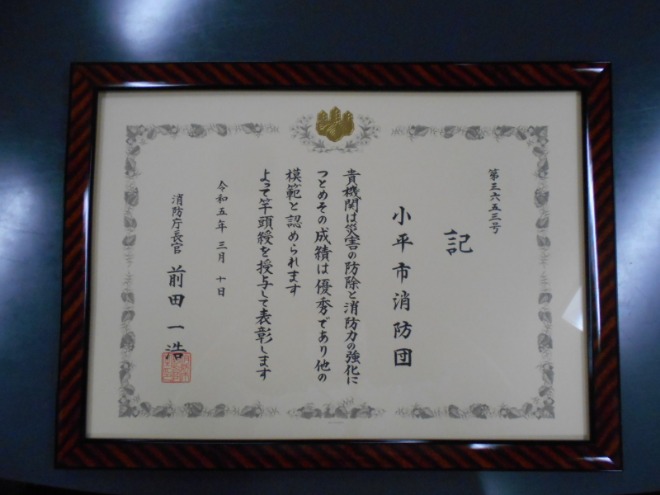 第三六五三号
記
小平市消防団
貴機関は災害の防除と消防力の強化に
つとめその成績は優秀であり他の
模範と認められます
よって竿頭綬を授与して表彰します
令和五年三月十日
消防庁長官 前田一浩